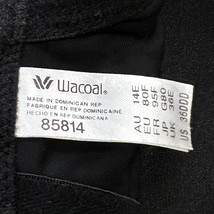 Wacoal®
MADE IN DOMINICAN REP
FABRIQUÉ EN REP DOMINICAINE
HECHO EN REP DOMINICANA
85814
AU 14E
EU 80F
FR 95F
JP G80
UK 36E
US 36DDD